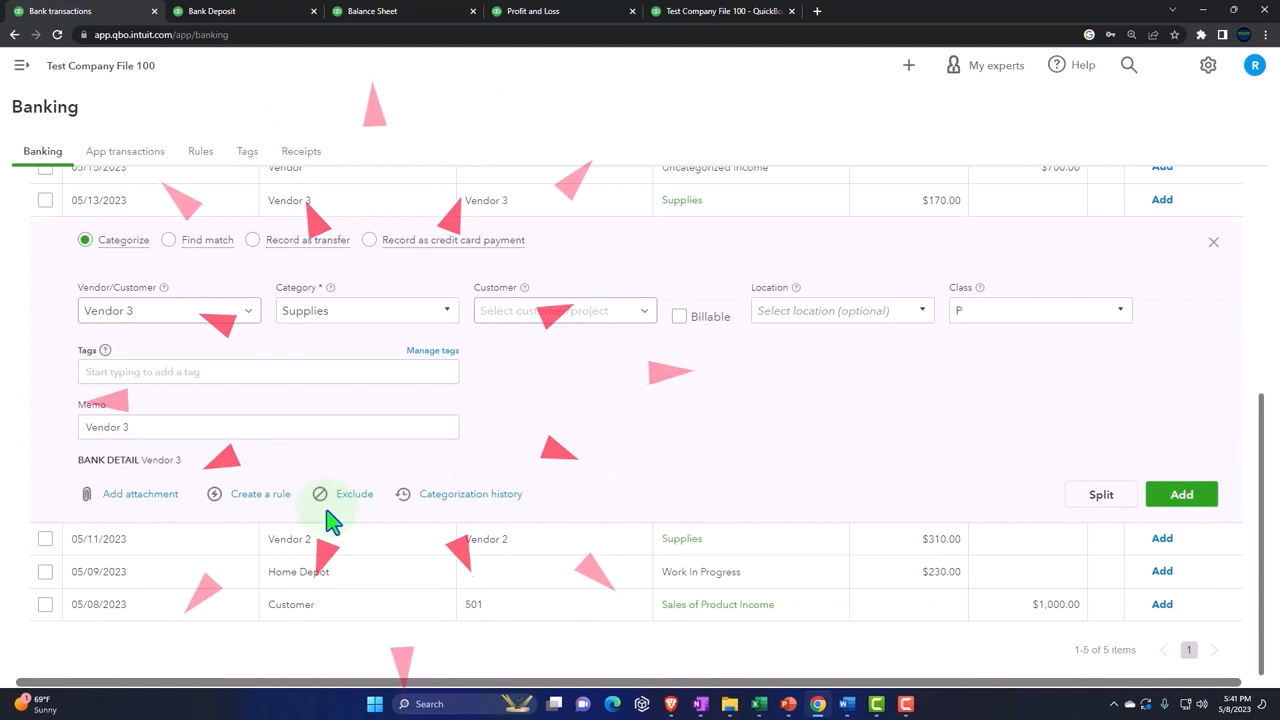 Bank transactions
Bank Deposit
Balance Sheet
Profit and Loss
Test Company File 100 - QuickBo
app.qbo.intuit.com/app/banking
Test Company File 100
My experts
Help
R
Banking
Banking
App transactions
Rules
Tags
Receipts
05/15/2023 Vendor Uncategorized Income $700.00 Add
05/13/2023 Vendor 3 Vendor 3 Supplies $170.00 Add
Categorize Find match Record as transfer Record as credit card payment
Vendor/Customer Category * Customer Location Class
Vendor 3 Supplies Select customer/project Billable Select location (optional) P
Tags Manage tags
Start typing to add a tag
Memo
Vendor 3
BANK DETAIL Vendor 3
Add attachment Create a rule Exclude Categorization history Split Add
05/11/2023 Vendor 2 Vendor 2 Supplies $310.00 Add
05/09/2023 Home Depot Work In Progress $230.00 Add
05/08/2023 Customer 501 Sales of Product Income $1,000.00 Add
1-5 of 5 items 1
1
69°F
Sunny
Search
5:41 PM
5/8/2023